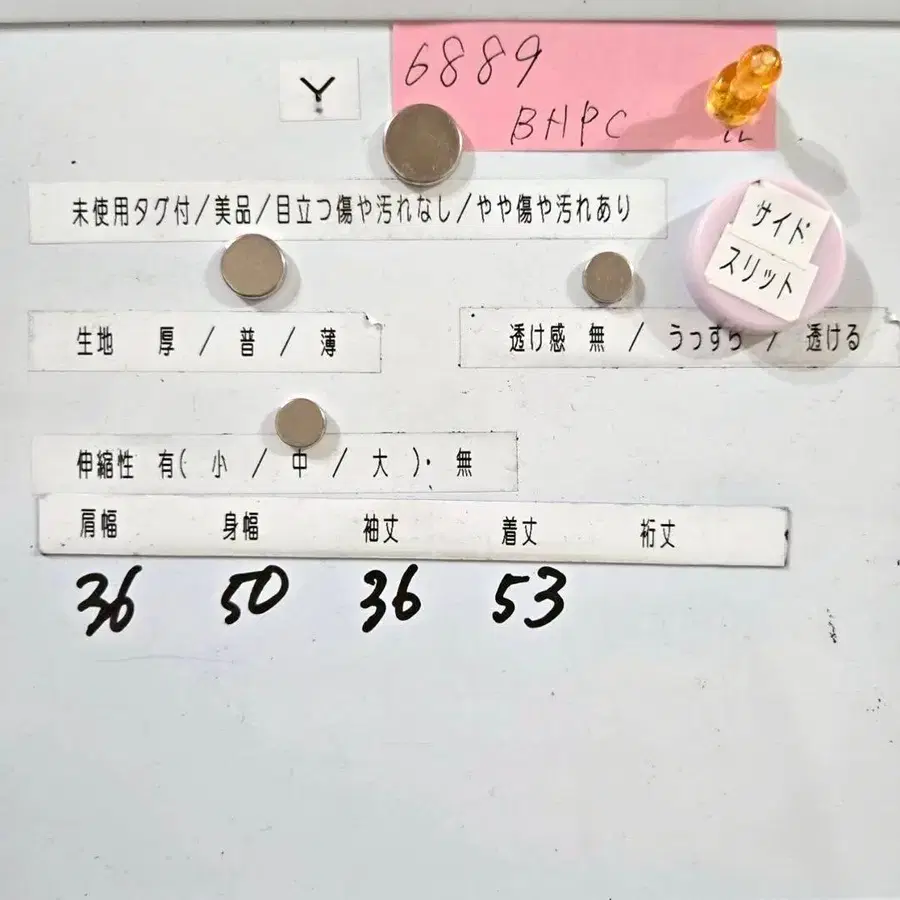 6889
Y
BHPC
LL
未使用タグ付/美品/目立つ傷や汚れなし/やや傷や汚れあり
サイド
スリット
生地 厚 / 普 / 薄
透け感 無 / うっすら / 透ける
伸縮性 有( 小 / 中 / 大 )・ 無
肩幅 身幅 袖丈 着丈 裄丈
36 50 36 53